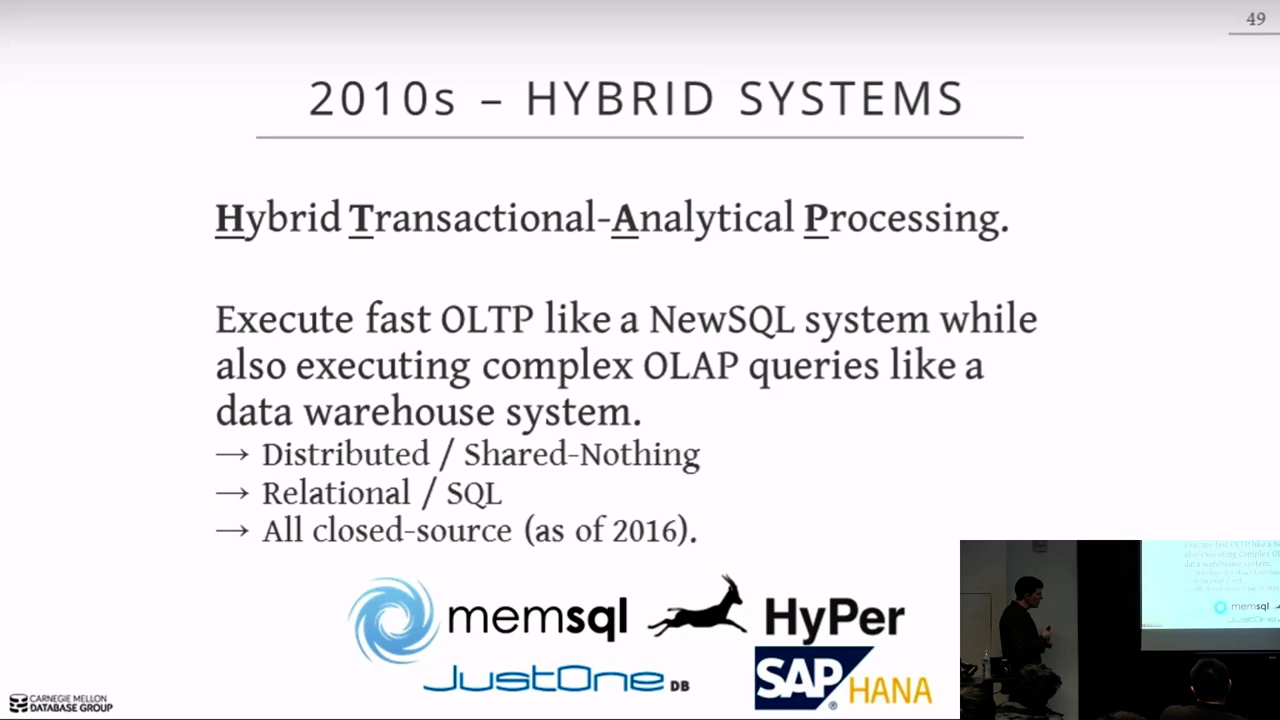 49
2010s – HYBRID SYSTEMS
Hybrid Transactional-Analytical Processing.
Execute fast OLTP like a NewSQL system while
also executing complex OLAP queries like a
data warehouse system.
→ Distributed / Shared-Nothing
→ Relational / SQL
→ All closed-source (as of 2016).
memsql
HyPer
JustOne DB
SAP® HANA
CARNEGIE MELLON
DATABASE GROUP
memsql